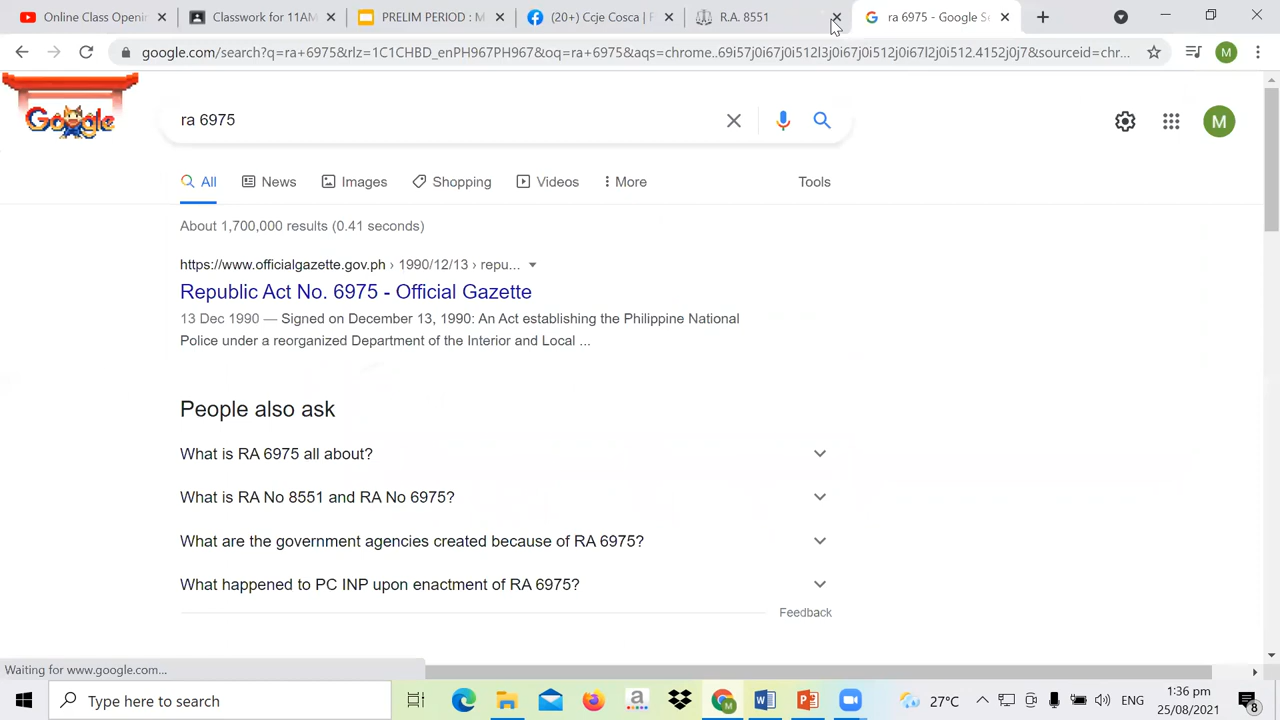 Online Class Openin
Classwork for 11AM
PRELIM PERIOD : M
(20+) Ccje Cosca | F
R.A. 8551
ra 6975 - Google Se
google.com/search?q=ra+6975&rlz=1C1CHBD_enPH967PH967&oq=ra+6975&aqs=chrome..69i57j0i67j0i512l3j0i67j0i512j0i67l2j0i512.4152j0j7&sourceid=chr...
M
Google
ra 6975
M
All
News
Images
Shopping
Videos
More
Tools
About 1,700,000 results (0.41 seconds)
https://www.officialgazette.gov.ph › 1990/12/13 › repu...
Republic Act No. 6975 - Official Gazette
13 Dec 1990 — Signed on December 13, 1990: An Act establishing the Philippine National
Police under a reorganized Department of the Interior and Local ...
People also ask
What is RA 6975 all about?
What is RA No 8551 and RA No 6975?
What are the government agencies created because of RA 6975?
What happened to PC INP upon enactment of RA 6975?
Feedback
Waiting for www.google.com...
Type here to search
a
M
W
P
27°C
ENG
1:36 pm
25/08/2021
8